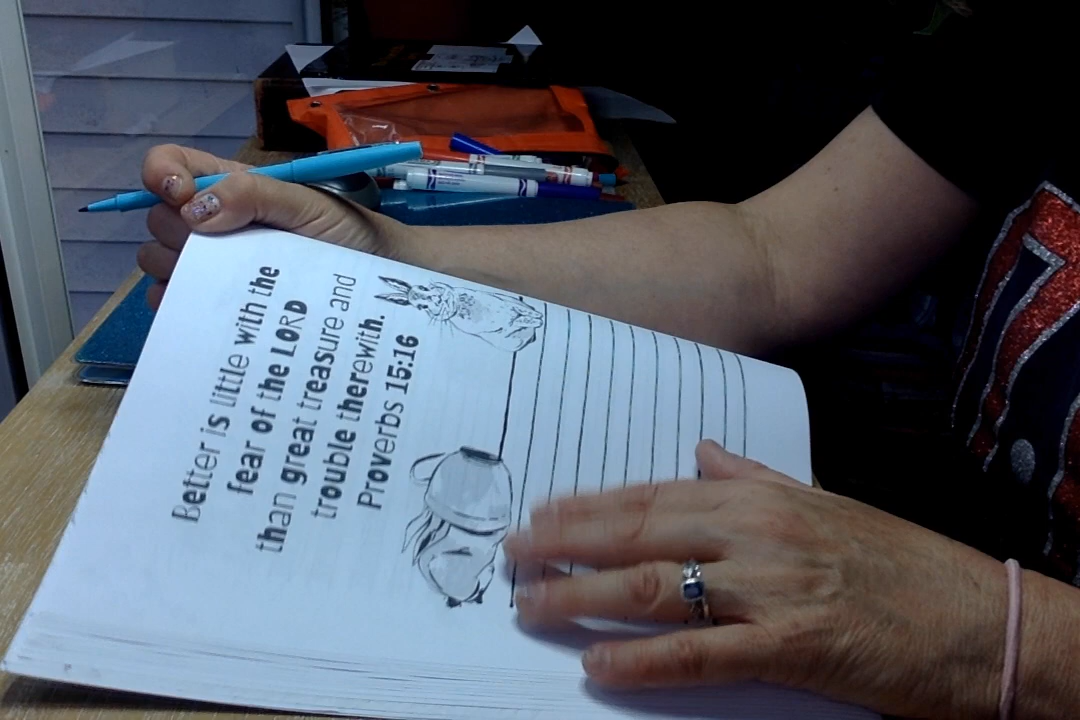 Better is little with the
fear of the LORD
than great treasure and
trouble therewith.
Proverbs 15:16